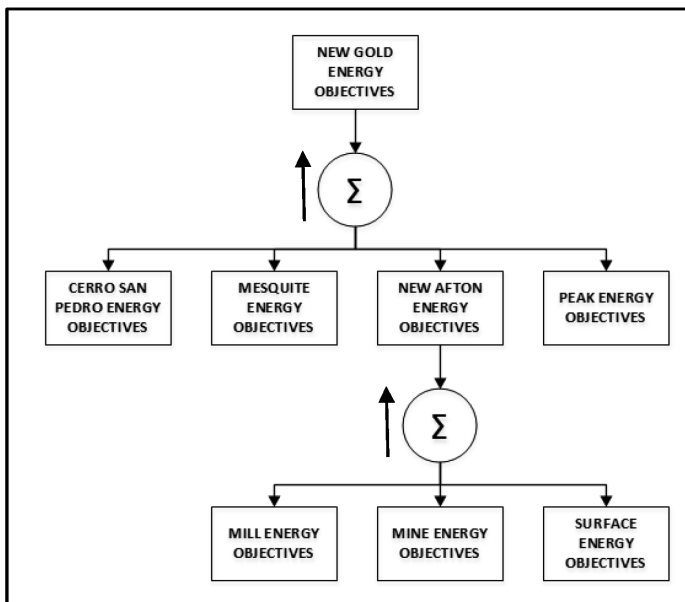 NEW GOLD
ENERGY
OBJECTIVES
Σ
CERRO SAN
PEDRO ENERGY
OBJECTIVES
MESQUITE
ENERGY
OBJECTIVES
NEW AFTON
ENERGY
OBJECTIVES
PEAK ENERGY
OBJECTIVES
Σ
MILL ENERGY
OBJECTIVES
MINE ENERGY
OBJECTIVES
SURFACE
ENERGY
OBJECTIVES